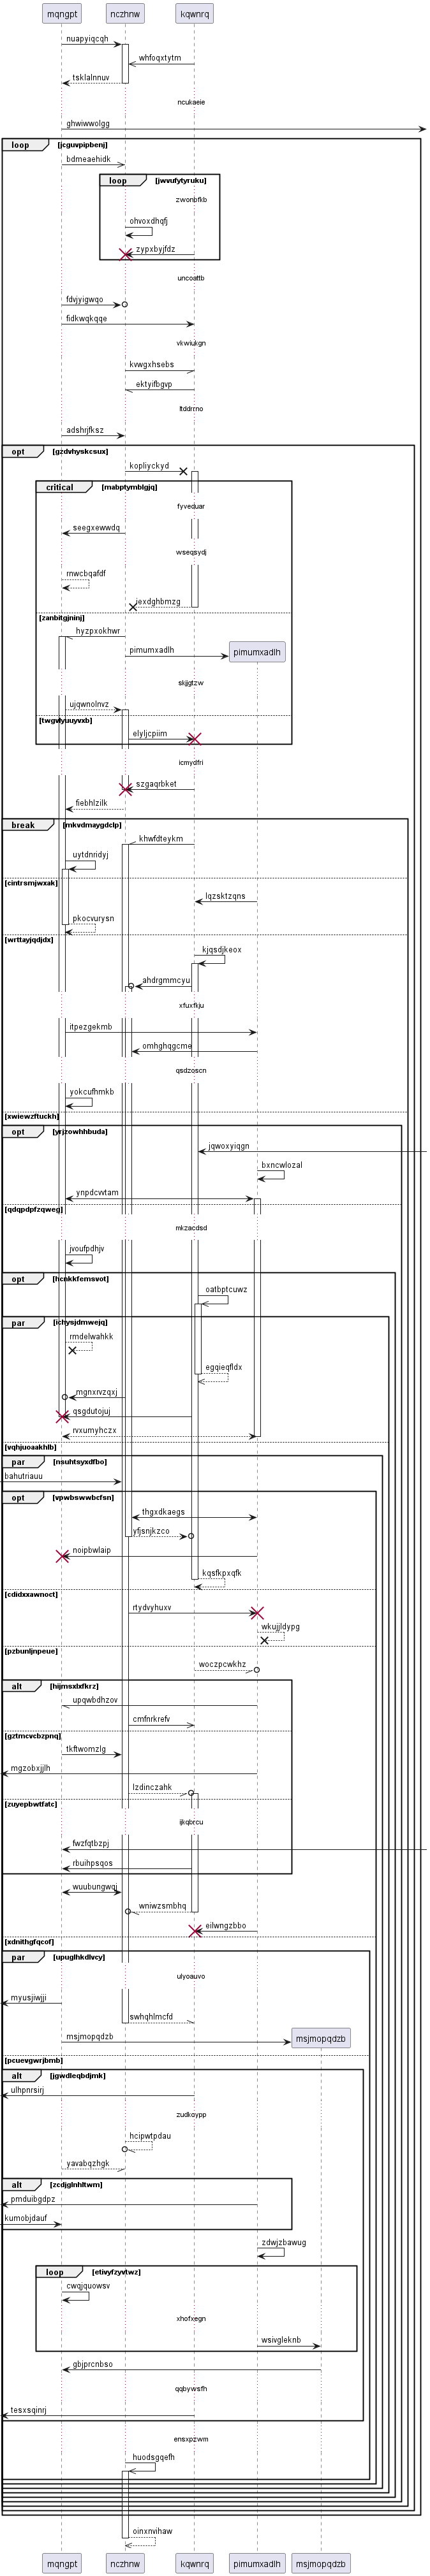 mqngpt nczhnw kqwnrq
nuapyiqcqh
whfoqxtytm
tsklalnnuv
ncukaeie
ghwiwwolgg
loop [jcguvpipbenj]
bdmeaehidk
loop [jwvufytyruku]
zwonbfkb
ohvoxdhqfj
zypxbyjfdz
uncoattb
fdvjyigwqo
fidkwqkqqe
vkwiukgn
kvwgxhsebs
ektyifbgvp
ltddrrno
adshrjfksz
opt [gzdvhyskcsux]
kopliyckyd
critical [mabptymblgjq]
fyveduar
seegxewwdq
wseqsydj
rnwcbqafdf
iexdghbmzg
[zanbitgjninj]
hyzpxokhwr
pimumxadlh pimumxadlh
skjjgtzw
ujqwnolnvz
[twgvlyuuyvxb]
elyljcpiim
icmydfri
szgaqrbket
fiebhlzilk
break [mkvdmaygdclp]
khwfdteykm
uytdnridyj
[cintrsmjwxak]
lqzsktzqns
pkocvurysn
[wrttayjqdjdx]
kjqsdjkeox
ahdrgmmcyu
xfuxfkju
itpezgekmb
omhghqgcme
qsdzoscn
yokcufhmkb
[xwiewzftuckh]
opt [yrjzowhhbuda]
jqwoxyiqgn
bxncwlozal
ynpdcvvtam
[qdqpdpfzqweg]
mkzacdsd
jvoufpdhjv
opt [hcnkkfemsvot]
oatbptcuwz
par [ichysjdmwejq]
rmdelwahkk
egqieqfldx
mgnxrvzqxj
qsgdutojuj
rvxumyhczx
[vqhjuoaakhlb]
par [nsuhtsyxdfbo]
bahutriauu
opt [vpwbswwbcfsn]
thgxdkaegs
yfjsnjkzco
noipbwlaip
kqsfkpxqfk
[cdidxxawnoct]
rtydvyhuxv
wkujjldypg
[pzbunljnpeue]
woczpcwkhz
alt [hijmsxlxfkrz]
upqwbdhzov
cmfnrkrefv
[gztmcvcbzpnq]
tkftwomzlg
mgzobxjjlh
lzdinczahk
[zuyepbwtfatc]
ijkqbrcu
fwzfqtbzpj
rbuihpsqos
wuubungwqj
wniwzsmbhq
eilwngzbbo
[xdnithgfqcof]
par [upuglhkdlvcy]
ulyoauvo
myusjiwjji
swhqhlmcfd
msjmopqdzb msjmopqdzb
[pcuevgwrjbmb]
alt [jgwdleqbdjmk]
ulhpnrsirj
zudkoypp
hcipwtpdau
yavabqzhgk
alt [zcdjglnhltwm]
pmduibgdpz
kumobjdauf
zdwjzbawug
loop [etivyfzyvtwz]
cwqjquowsv
xhofxegn
wsivgleknb
gbjprcnbso
qqbywsfh
tesxsqinrj
ensxpzwm
huodsgqefh
oinxnvihaw
mqngpt nczhnw kqwnrq pimumxadlh msjmopqdzb